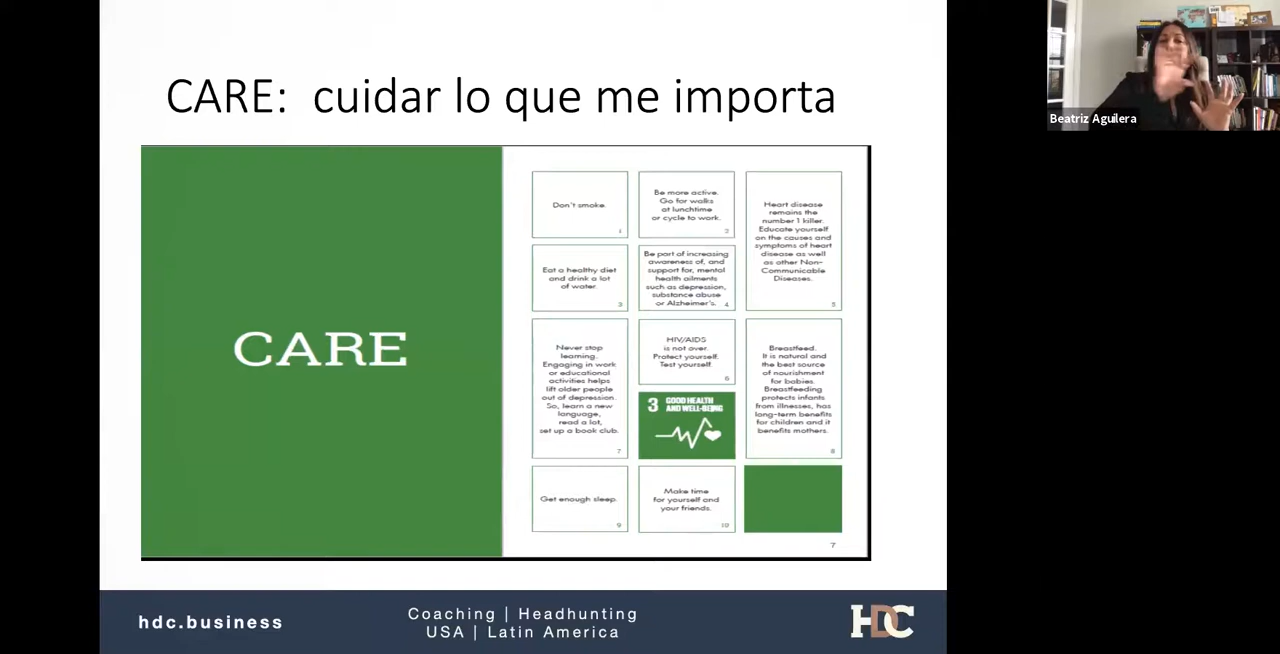 CARE: cuidar lo que me importa
CARE
Don't smoke.
1
Be more active.
Go for walks
at lunchtime
or cycle to work.
2
Heart disease
remains the
number 1 killer.
Educate yourself
on the causes and
symptoms of heart
disease as well
as other Non-
Communicable
Diseases.
5
Eat a healthy diet
and drink a lot
of water.
3
Be part of increasing
awareness of, and
support for, mental
health ailments
such as depression,
substance abuse
or Alzheimer's.
4
Never stop
learning.
Engaging in work
or educational
activities helps
lift older people
out of depression.
So, learn a new
language,
read a lot,
set up a book club.
7
HIV/AIDS
is not over.
Protect yourself.
Test yourself.
6
3 GOOD HEALTH
AND WELL-BEING
Breastfeed.
It is natural and
the best source
of nourishment
for babies.
Breastfeeding
protects infants
from illnesses, has
long-term benefits
for children and it
benefits mothers.
8
Get enough sleep.
9
Make time
for yourself and
your friends.
10
7
hdc.business
Coaching | Headhunting
USA | Latin America
HDC
Beatriz Aguilera